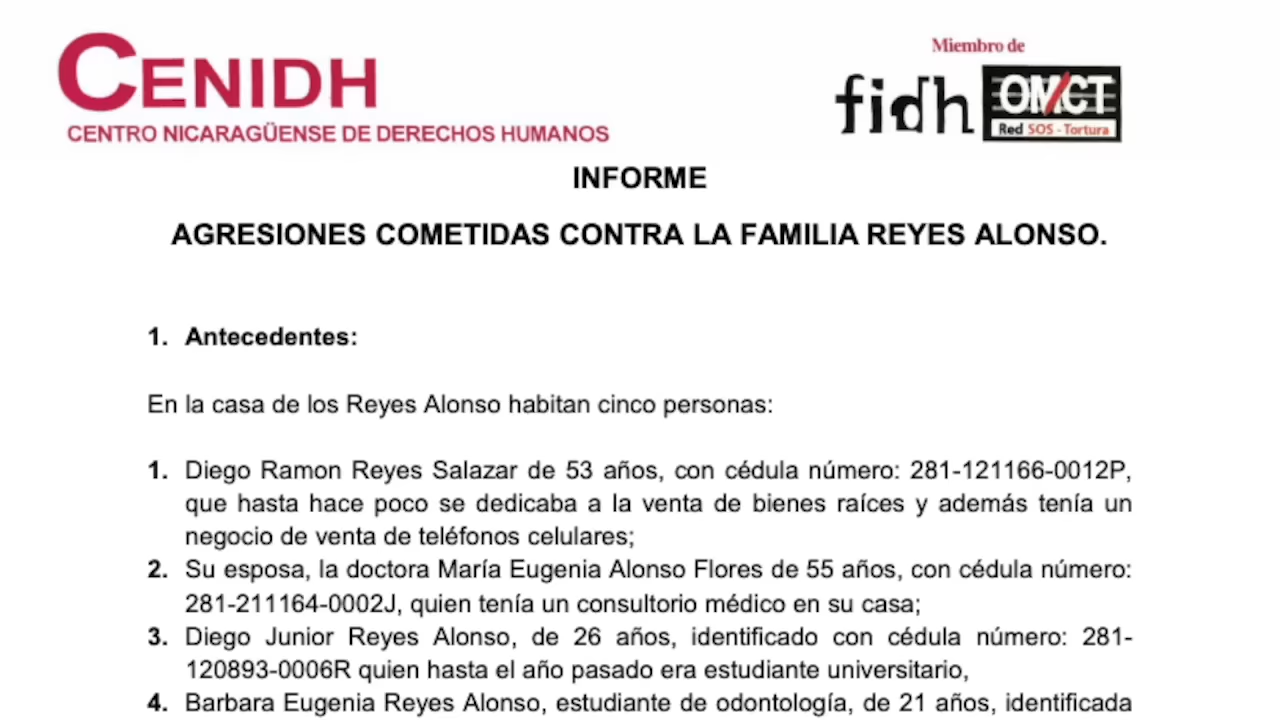 CENIDH
CENTRO NICARAGÜENSE DE DERECHOS HUMANOS
Miembro de
fidh
OMCT
Red SOS - Tortura
INFORME
AGRESIONES COMETIDAS CONTRA LA FAMILIA REYES ALONSO.
1. Antecedentes:
En la casa de los Reyes Alonso habitan cinco personas:
1. Diego Ramon Reyes Salazar de 53 años, con cédula número: 281-121166-0012P,
que hasta hace poco se dedicaba a la venta de bienes raíces y además tenía un
negocio de venta de teléfonos celulares;
2. Su esposa, la doctora María Eugenia Alonso Flores de 55 años, con cédula número:
281-211164-0002J, quien tenía un consultorio médico en su casa;
3. Diego Junior Reyes Alonso, de 26 años, identificado con cédula número: 281-
120893-0006R quien hasta el año pasado era estudiante universitario,
4. Barbara Eugenia Reyes Alonso, estudiante de odontología, de 21 años, identificada